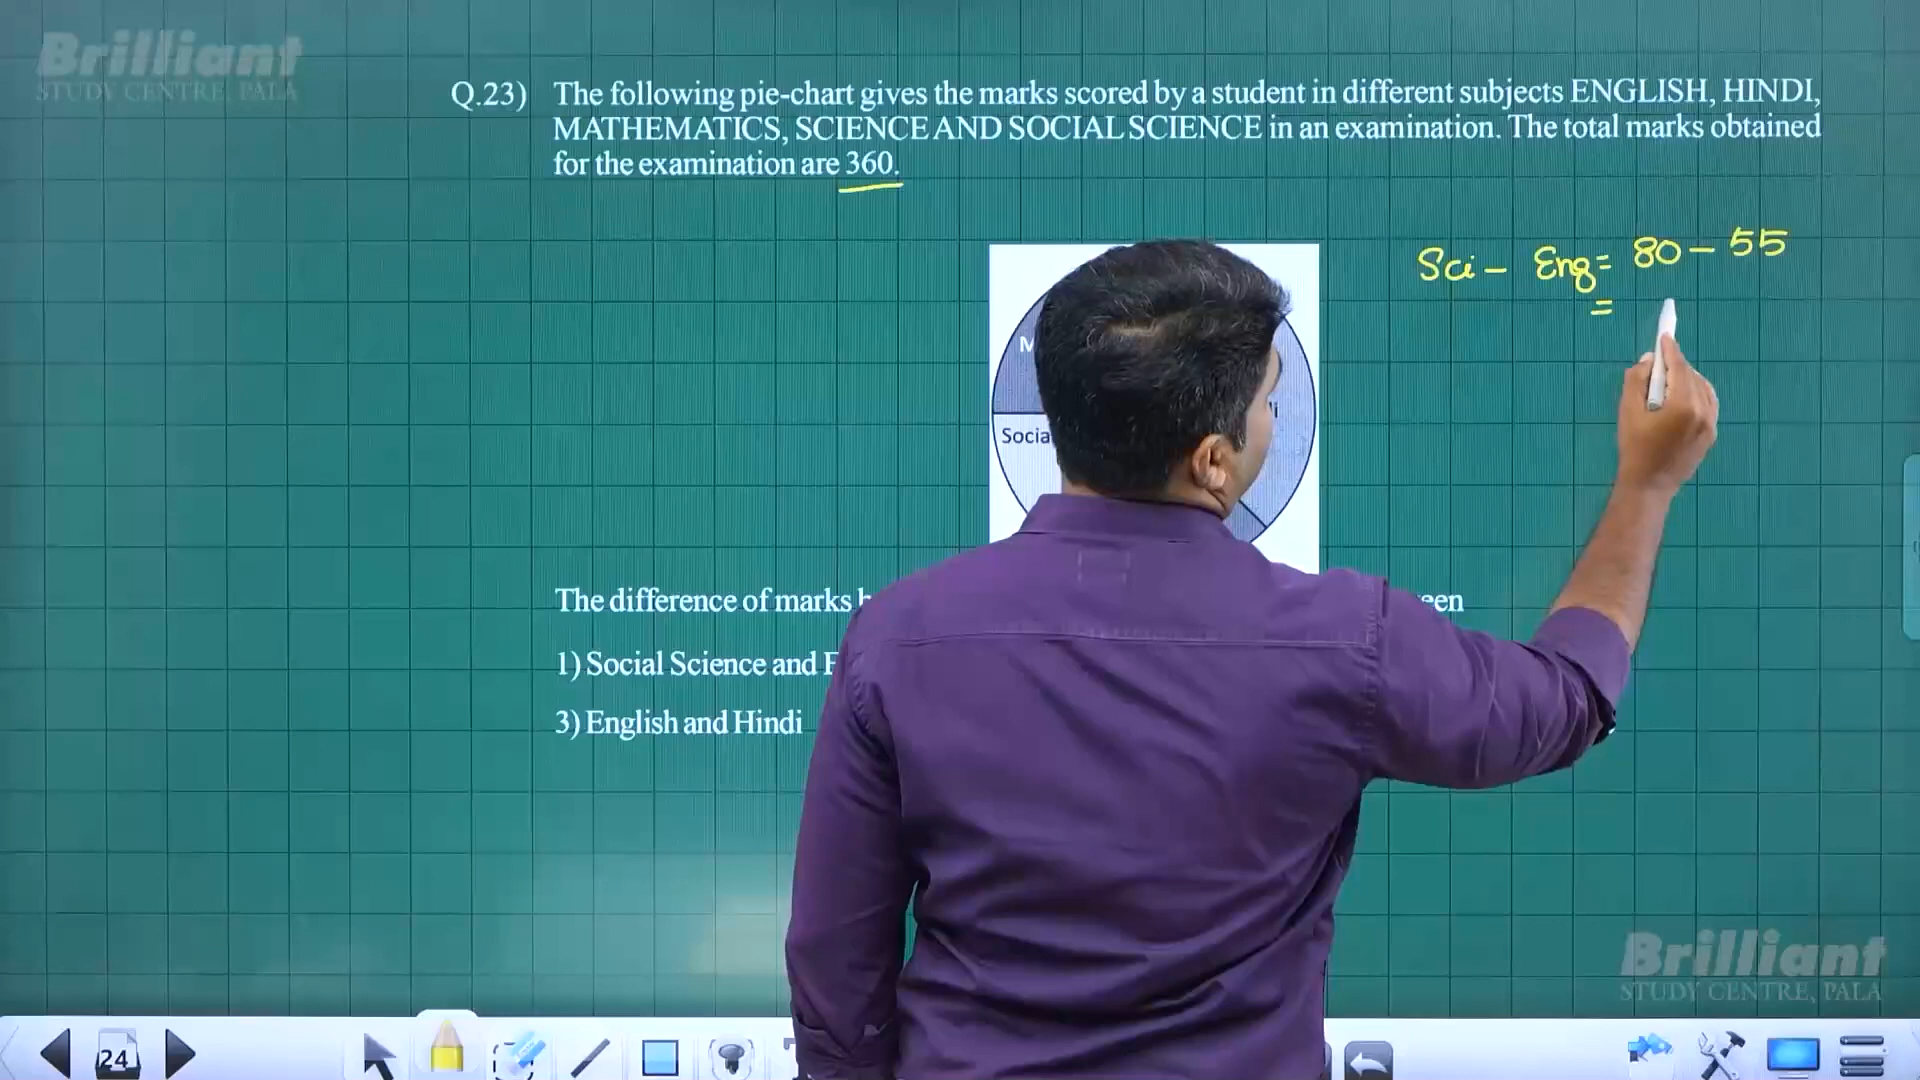 Brilliant
STUDY CENTRE, PALA
Q.23) The following pie-chart gives the marks scored by a student in different subjects ENGLISH, HINDI,
MATHEMATICS, SCIENCE AND SOCIAL SCIENCE in an examination. The total marks obtained
for the examination are 360.
Sci - Eng = 80 - 55
=
M
Socia
The difference of marks
1) Social Science and
3) English and Hindi
Brilliant
STUDY CENTRE, PALA
24